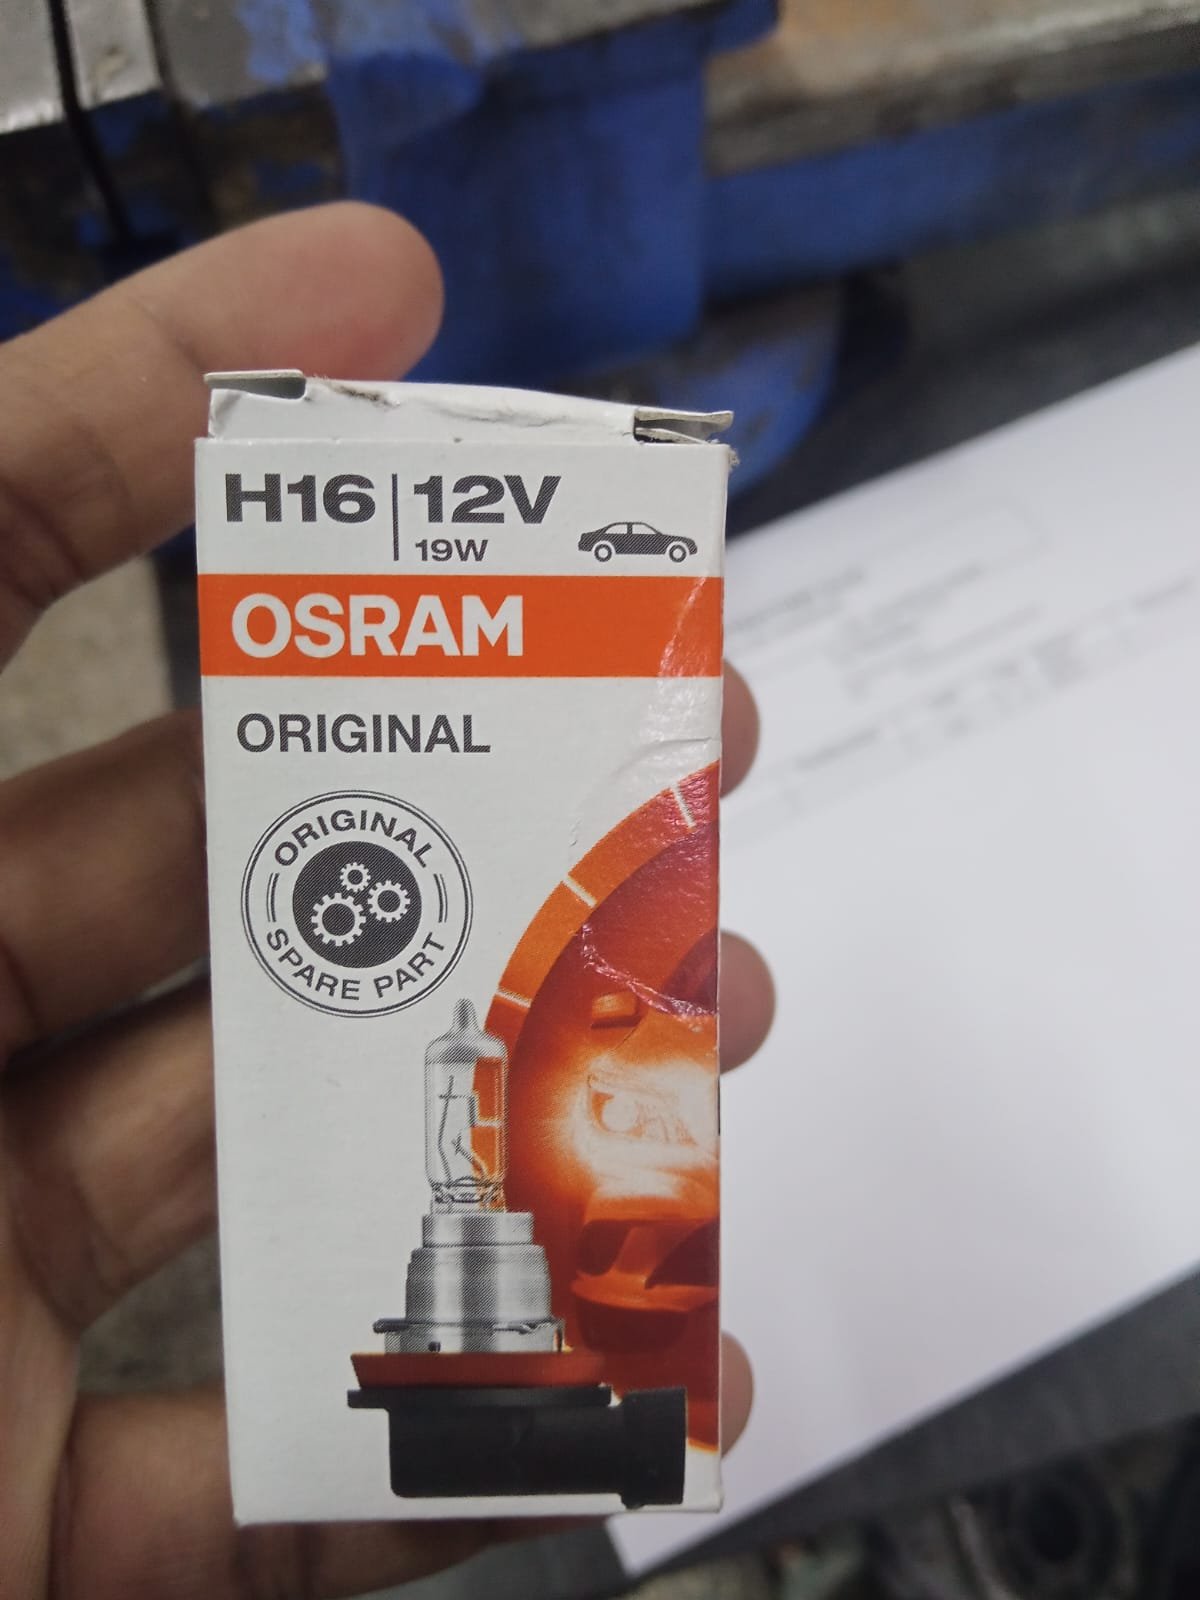 H16 12V
19W
OSRAM
ORIGINAL
ORIGINAL
SPARE PART